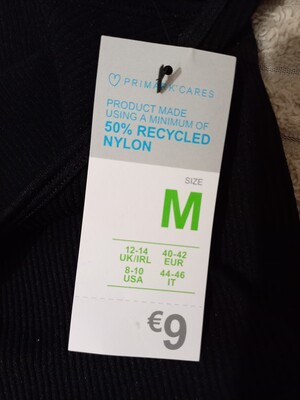 PRIMARK CARES
PRODUCT MADE
USING A MINIMUM OF
50% RECYCLED
NYLON
SIZE
M
12-14 40-42
UK/IRL EUR
8-10 44-46
USA IT
€9